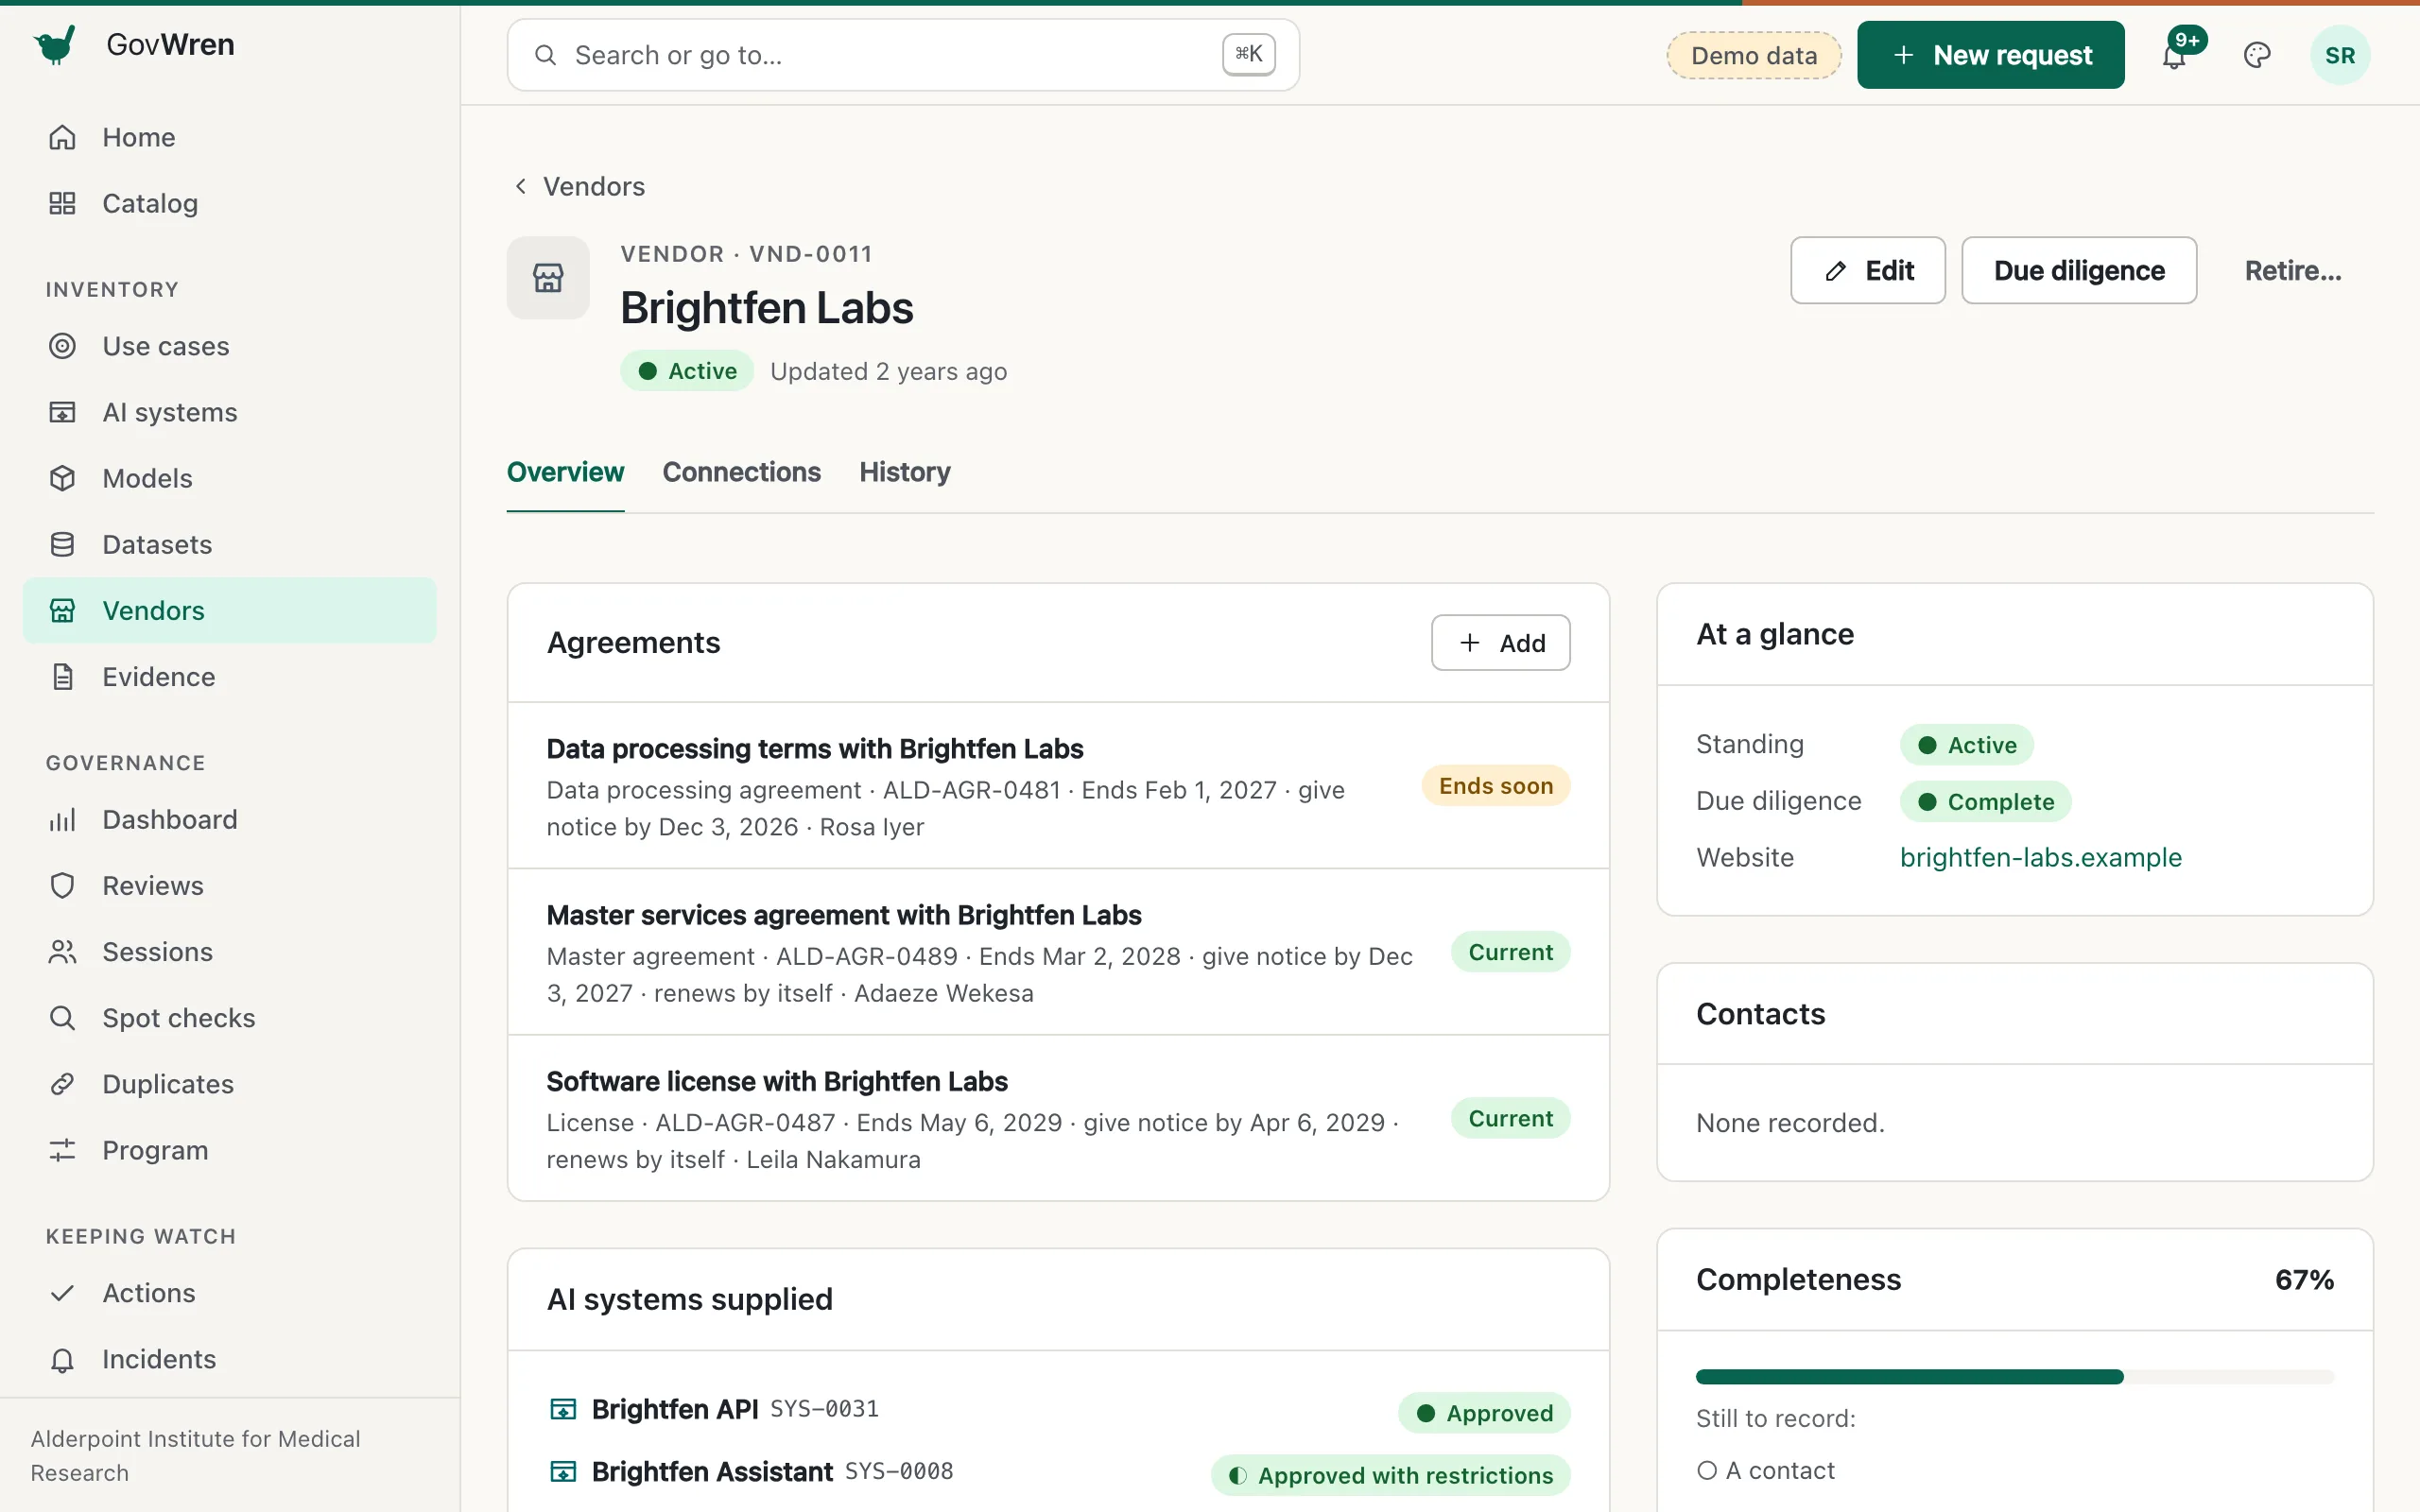 GovWren
Search or go to...
⌘K
Demo data
+ New request
9+
SR
Home
Catalog
INVENTORY
Use cases
AI systems
Models
Datasets
Vendors
Evidence
GOVERNANCE
Dashboard
Reviews
Sessions
Spot checks
Duplicates
Program
KEEPING WATCH
Actions
Incidents
Alderpoint Institute for Medical
Research
Vendors
VENDOR · VND-0011
Brightfen Labs
Active
Updated 2 years ago
Edit
Due diligence
Retire...
Overview
Connections
History
Agreements
+ Add
Data processing terms with Brightfen Labs
Data processing agreement · ALD-AGR-0481 · Ends Feb 1, 2027 · give
notice by Dec 3, 2026 · Rosa Iyer
Ends soon
Master services agreement with Brightfen Labs
Master agreement · ALD-AGR-0489 · Ends Mar 2, 2028 · give notice by Dec
3, 2027 · renews by itself · Adaeze Wekesa
Current
Software license with Brightfen Labs
License · ALD-AGR-0487 · Ends May 6, 2029 · give notice by Apr 6, 2029 ·
renews by itself · Leila Nakamura
Current
AI systems supplied
Brightfen API SYS-0031
Approved
Brightfen Assistant SYS-0008
Approved with restrictions
At a glance
Standing
Active
Due diligence
Complete
Website
brightfen-labs.example
Contacts
None recorded.
Completeness
67%
Still to record:
A contact